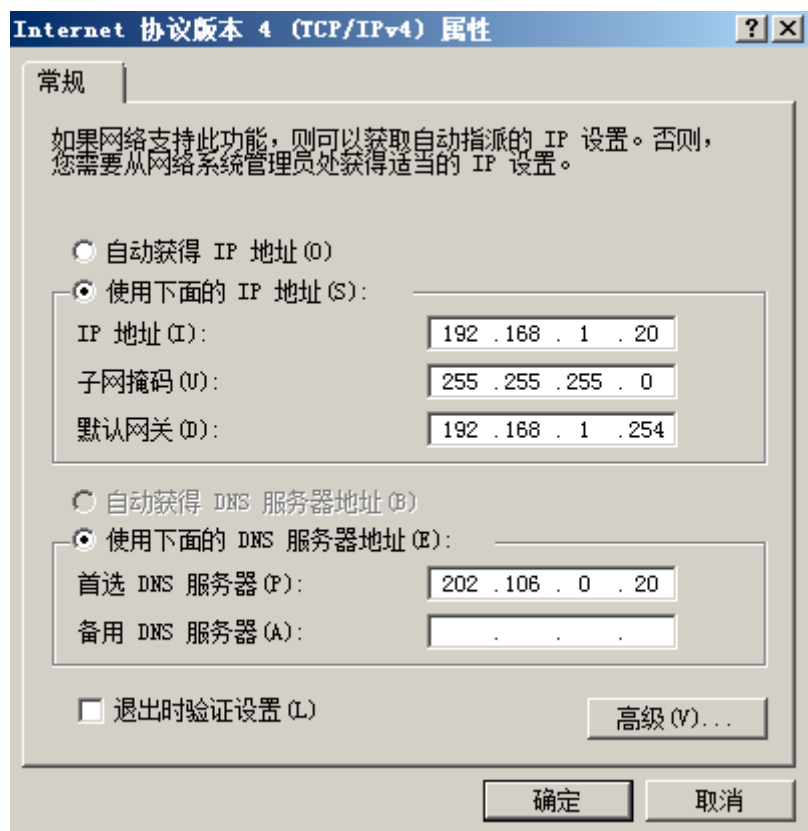 Internet 协议版本 4 (TCP/IPv4) 属性
常规
如果网络支持此功能，则可以获取自动指派的 IP 设置。否则，
您需要从网络系统管理员处获得适当的 IP 设置。
自动获得 IP 地址(O)
使用下面的 IP 地址(S):
IP 地址(I): 192 .168 . 1 . 20
子网掩码(U): 255 .255 .255 . 0
默认网关(D): 192 .168 . 1 .254
自动获得 DNS 服务器地址(B)
使用下面的 DNS 服务器地址(E):
首选 DNS 服务器(P): 202 .106 . 0 . 20
备用 DNS 服务器(A): . . .
退出时验证设置(L)
高级(V)...
确定 取消